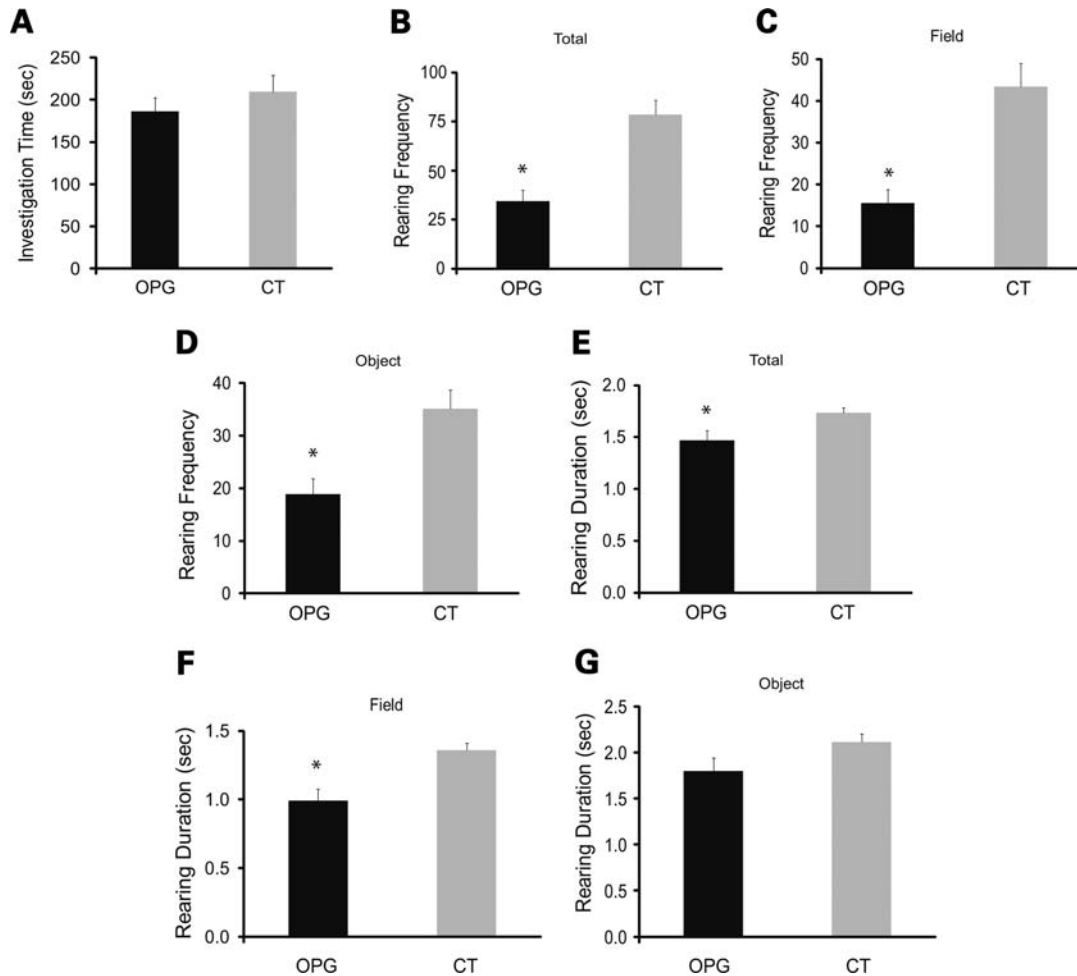 A
Investigation Time (sec)
250
200
150
100
50
0
OPG CT
B
Total
Rearing Frequency
100
75
50
25
0
*
OPG CT
C
Field
Rearing Frequency
50
40
30
20
10
0
*
OPG CT
D
Object
Rearing Frequency
40
30
20
10
0
*
OPG CT
E
Total
Rearing Duration (sec)
2.0
1.5
1.0
0.5
0.0
*
OPG CT
F
Field
Rearing Duration (sec)
1.5
1.0
0.5
0.0
*
OPG CT
G
Object
Rearing Duration (sec)
2.5
2.0
1.5
1.0
0.5
0.0
OPG CT